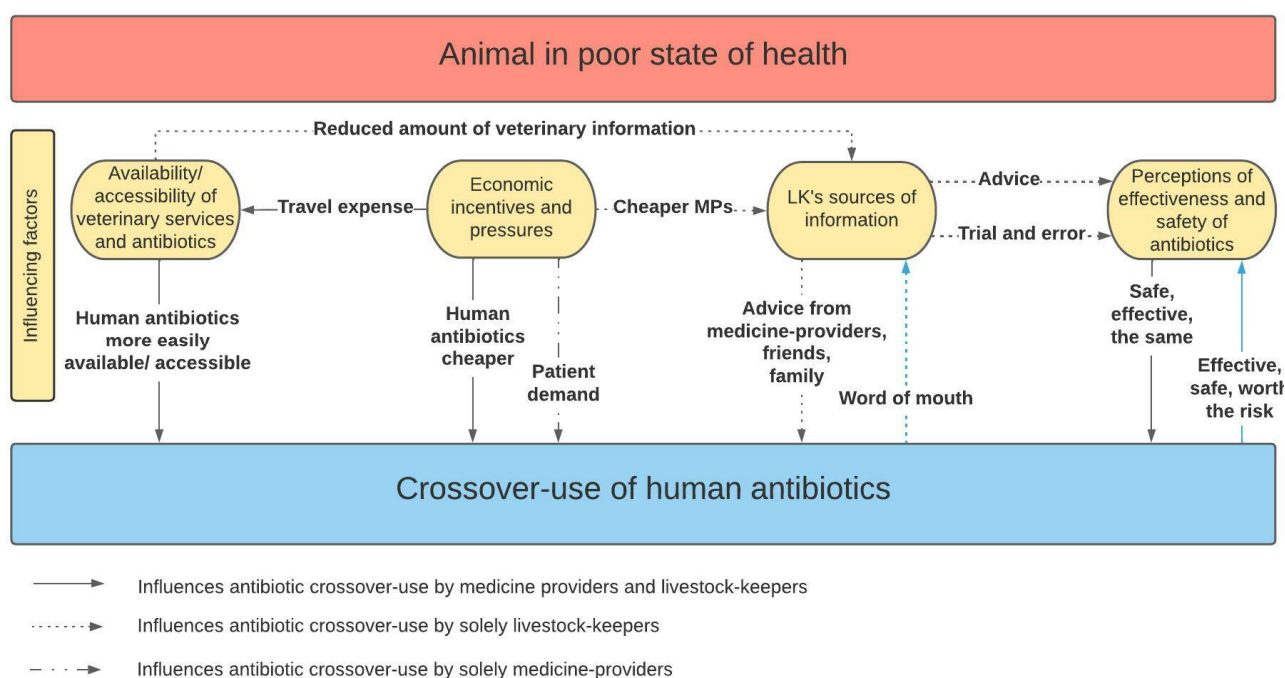 Animal in poor state of health
Reduced amount of veterinary information
Influencing factors
Availability/
accessibility of
veterinary services
and antibiotics
Travel expense
Economic
incentives and
pressures
Cheaper MPs
LK's sources of
information
Advice
Trial and error
Perceptions of
effectiveness and
safety of
antibiotics
Human antibiotics
more easily
available/ accessible
Human
antibiotics
cheaper
Patient
demand
Advice from
medicine-providers,
friends,
family
Word of mouth
Safe,
effective,
the same
Effective,
safe, worth
the risk
Crossover-use of human antibiotics
Influences antibiotic crossover-use by medicine providers and livestock-keepers
Influences antibiotic crossover-use by solely livestock-keepers
Influences antibiotic crossover-use by solely medicine-providers